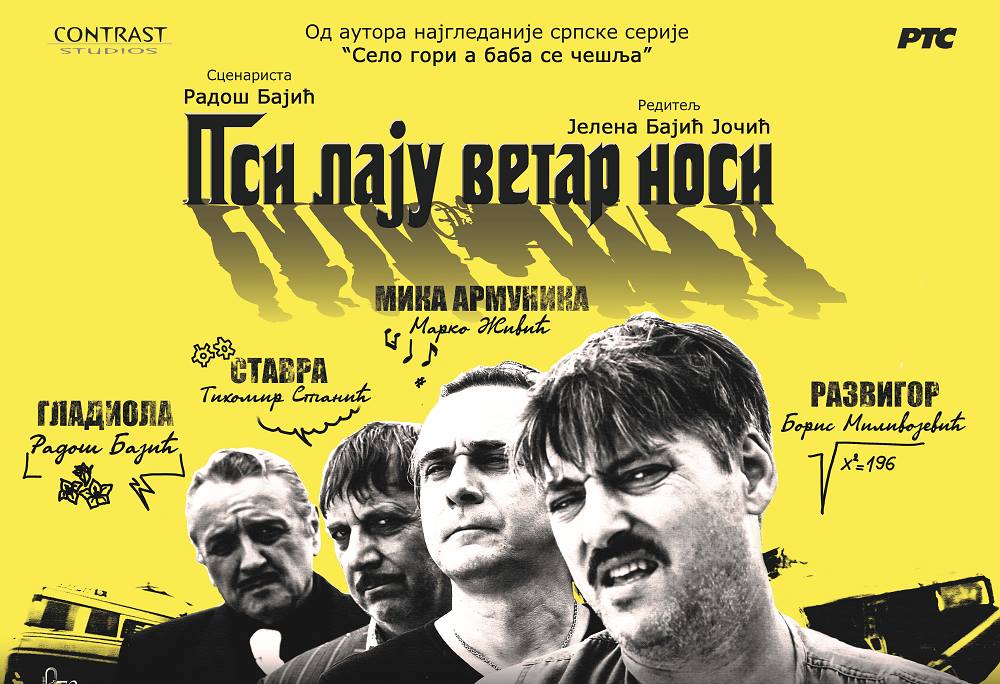 CONTRAST
STUDIOS
Од аутора најгледаније српске серије
“Село гори а баба се чешља”
РТС
Сценариста
Радош Бајић
Редитељ
Јелена Бајић Јочић
Пси лају ветар носи
МИКА АРМУНИКА
Марко Живић
СТАВРА
Тихомир Станић
ГЛАДИОЛА
Радош Бајић
РАЗВИГОР
Борис Миливојевић
√x²=196